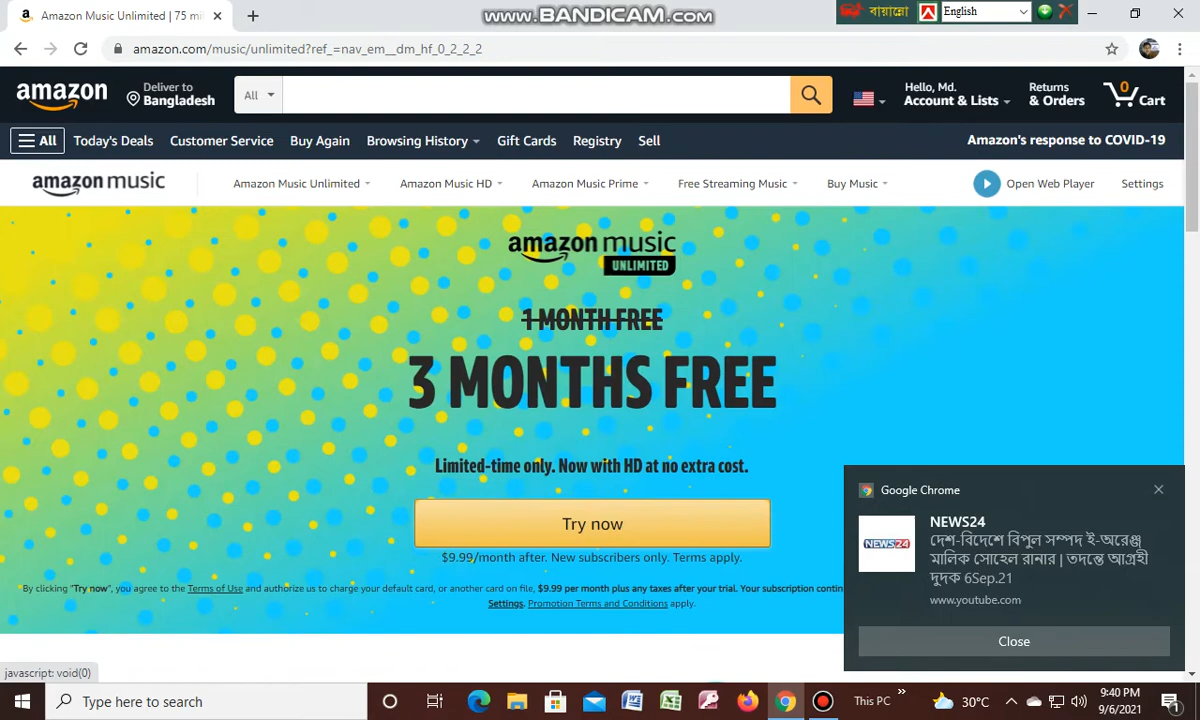 Amazon Music Unlimited | 75 mil
www.BANDICAM.com
বায়ান্নো
English
amazon.com/music/unlimited?ref_=nav_em__dm_hf_0_2_2_2
amazon
Deliver to
Bangladesh
All
Hello, Md.
Account & Lists
Returns
& Orders
0
Cart
All
Today's Deals
Customer Service
Buy Again
Browsing History
Gift Cards
Registry
Sell
Amazon's response to COVID-19
amazon music
Amazon Music Unlimited
Amazon Music HD
Amazon Music Prime
Free Streaming Music
Buy Music
Open Web Player
Settings
amazon music
UNLIMITED
1 MONTH FREE
3 MONTHS FREE
Limited-time only. Now with HD at no extra cost.
Try now
$9.99/month after. New subscribers only. Terms apply.
By clicking "Try now", you agree to the Terms of Use and authorize us to charge your default card, or another card on file, $9.99 per month plus any taxes after your trial. Your subscription contin
Settings. Promotion Terms and Conditions apply.
Google Chrome
NEWS24
NEWS24
দেশ-বিদেশে বিপুল সম্পদ ই-অরেঞ্জ
মালিক সোহেল রানার | তদন্তে আগ্রহী
দুদক 6Sep.21
www.youtube.com
Close
javascript: void(0)
Type here to search
This PC
30°C
9:40 PM
9/6/2021
1